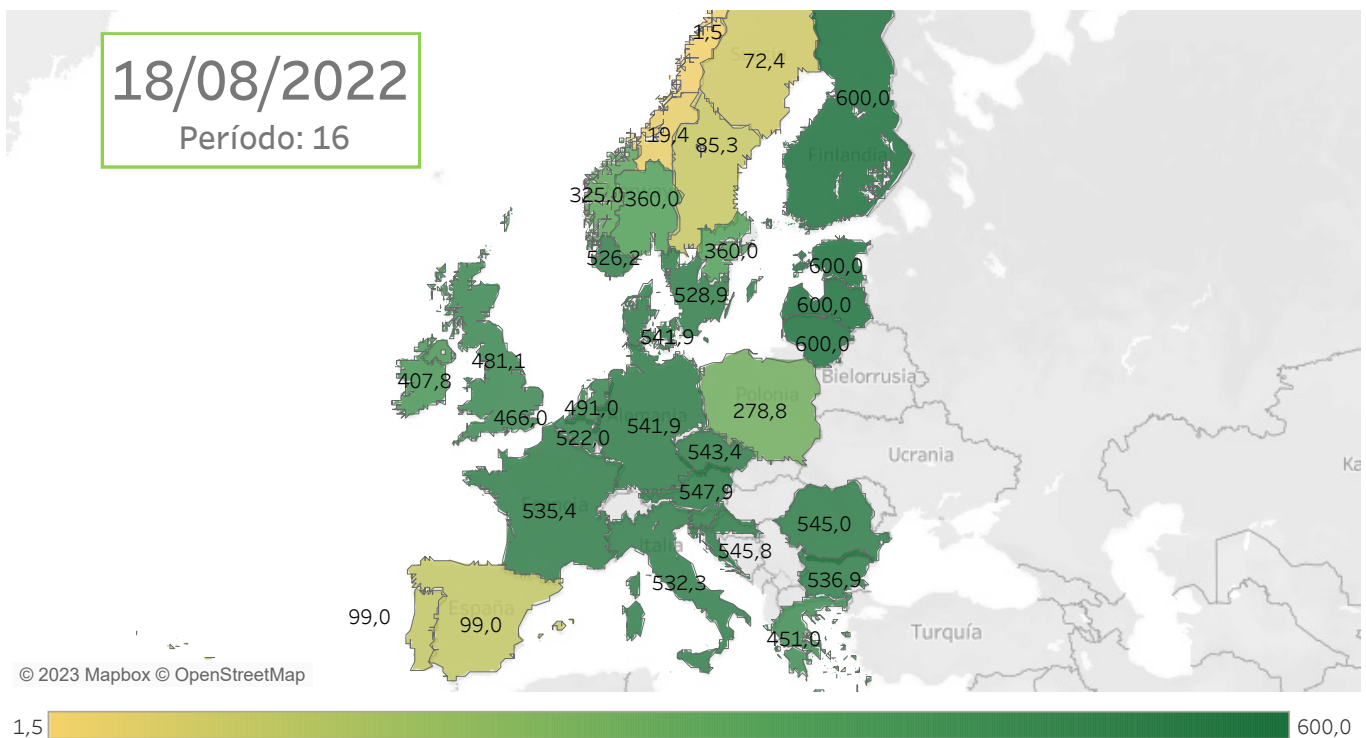 18/08/2022
Período: 16
1,5
Suecia
72,4
600,0
19,4
85,3
Finlandia
325,0
360,0
526,2
360,0
600,0
528,9
600,0
541,9
600,0
481,1
407,8
Bielorrusia
Polonia
491,0
466,0
Alemania
278,8
541,9
522,0
543,4
Ucrania
Ka
547,9
Francia
535,4
545,0
Italia
545,8
532,3
536,9
España
99,0
99,0
451,0
Turquía
© 2023 Mapbox © OpenStreetMap
1,5
600,0